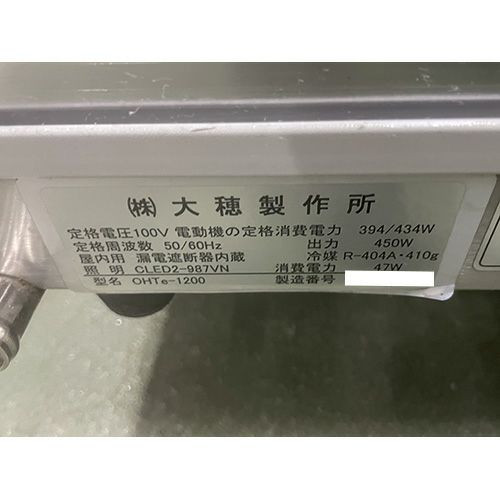 ㈱ 大穂製作所
定格電圧100V 電動機の定格消費電力 394/434W
定格周波数 50/60Hz 出力 450W
屋内用 漏電遮断器内蔵 冷媒 R-404A・410g
照明 CLED2-987VN 消費電力 47W
型名 OHTe-1200 製造番号